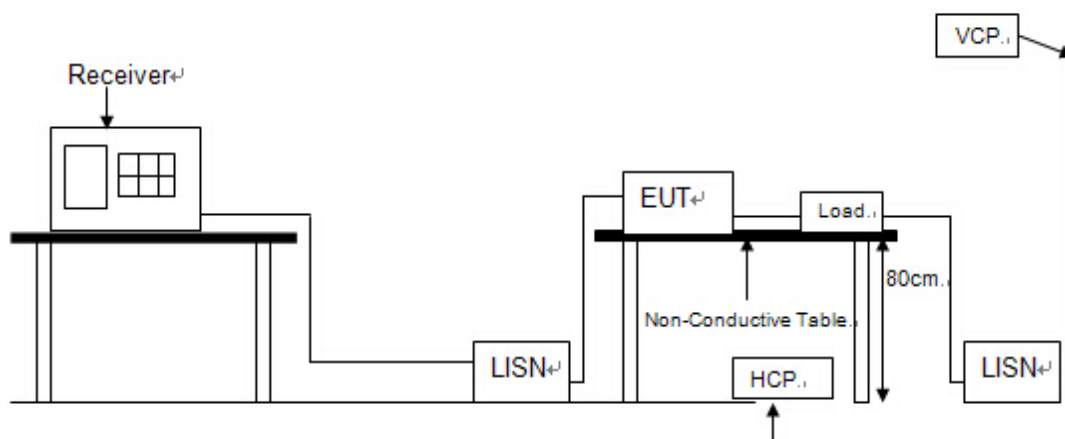 VCP.
Receiver
EUT
Load.
80cm.
Non-Conductive Table.
LISN
HCP.
LISN